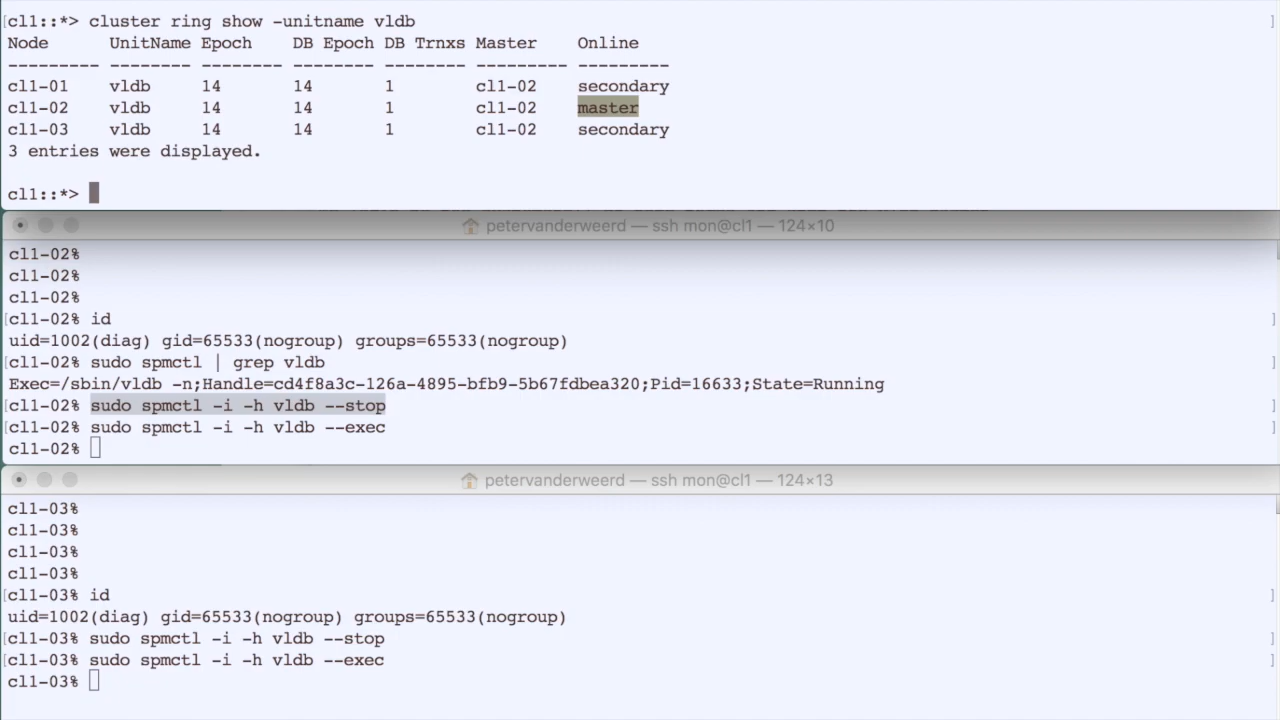 [cl1::*> cluster ring show -unitname vldb ]
Node      UnitName Epoch    DB Epoch DB Trnxs Master    Online
--------- -------- -------- -------- -------- --------- ---------
cl1-01    vldb     14       14       1        cl1-02    secondary
cl1-02    vldb     14       14       1        cl1-02    master
cl1-03    vldb     14       14       1        cl1-02    secondary
3 entries were displayed.
cl1::*>
petervanderweerd — ssh mon@cl1 — 124×10
cl1-02%
cl1-02%
cl1-02%
[cl1-02% id ]
uid=1002(diag) gid=65533(nogroup) groups=65533(nogroup)
[cl1-02% sudo spmctl | grep vldb ]
Exec=/sbin/vldb -n;Handle=cd4f8a3c-126a-4895-bfb9-5b67fdbea320;Pid=16633;State=Running
[cl1-02% sudo spmctl -i -h vldb --stop ]
[cl1-02% sudo spmctl -i -h vldb --exec ]
cl1-02%
petervanderweerd — ssh mon@cl1 — 124×13
cl1-03%
cl1-03%
cl1-03%
cl1-03%
[cl1-03% id ]
uid=1002(diag) gid=65533(nogroup) groups=65533(nogroup)
[cl1-03% sudo spmctl -i -h vldb --stop ]
[cl1-03% sudo spmctl -i -h vldb --exec ]
cl1-03%